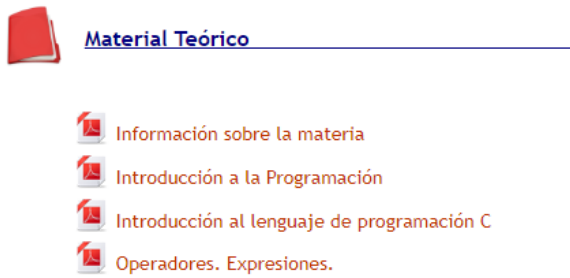 Material Teórico
Información sobre la materia
Introducción a la Programación
Introducción al lenguaje de programación C
Operadores. Expresiones.